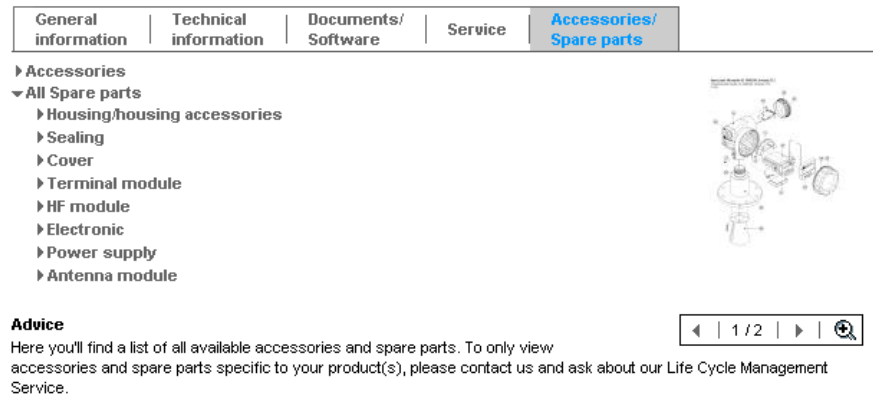 General information
Technical information
Documents/ Software
Service
Accessories/ Spare parts
Accessories
All Spare parts
Housing/housing accessories
Sealing
Cover
Terminal module
HF module
Electronic
Power supply
Antenna module
Advice
1 / 2
Here you'll find a list of all available accessories and spare parts. To only view
accessories and spare parts specific to your product(s), please contact us and ask about our Life Cycle Management
Service.